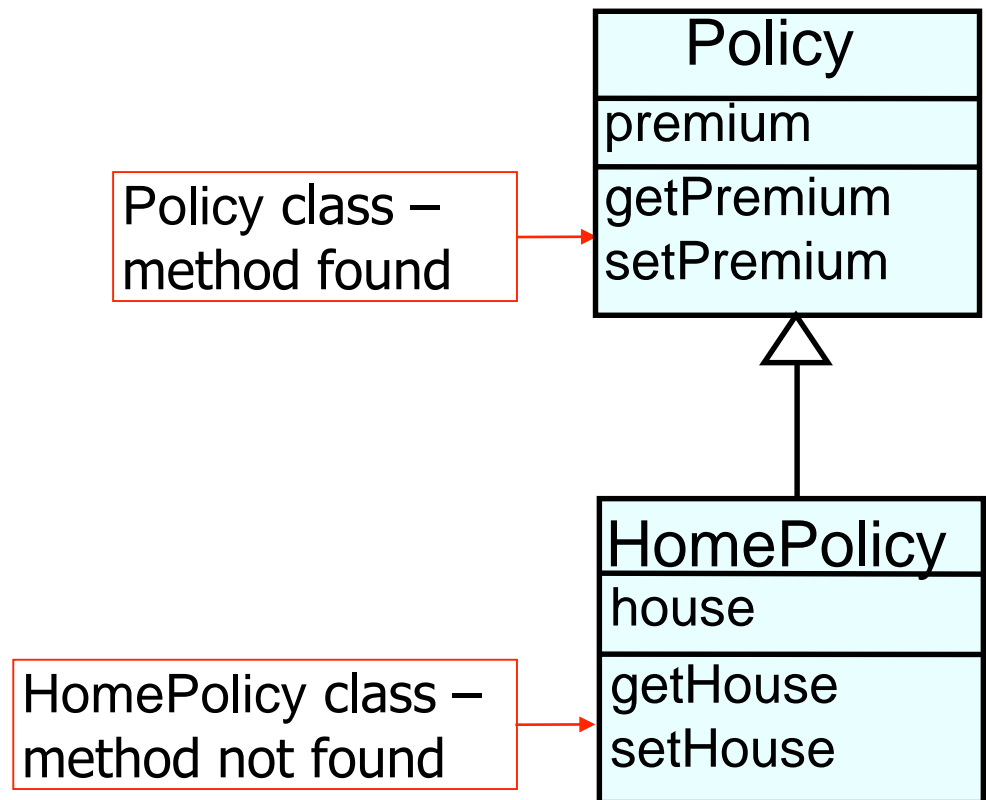 Policy
premium
getPremium
setPremium
Policy class –
method found
HomePolicy
house
getHouse
setHouse
HomePolicy class –
method not found